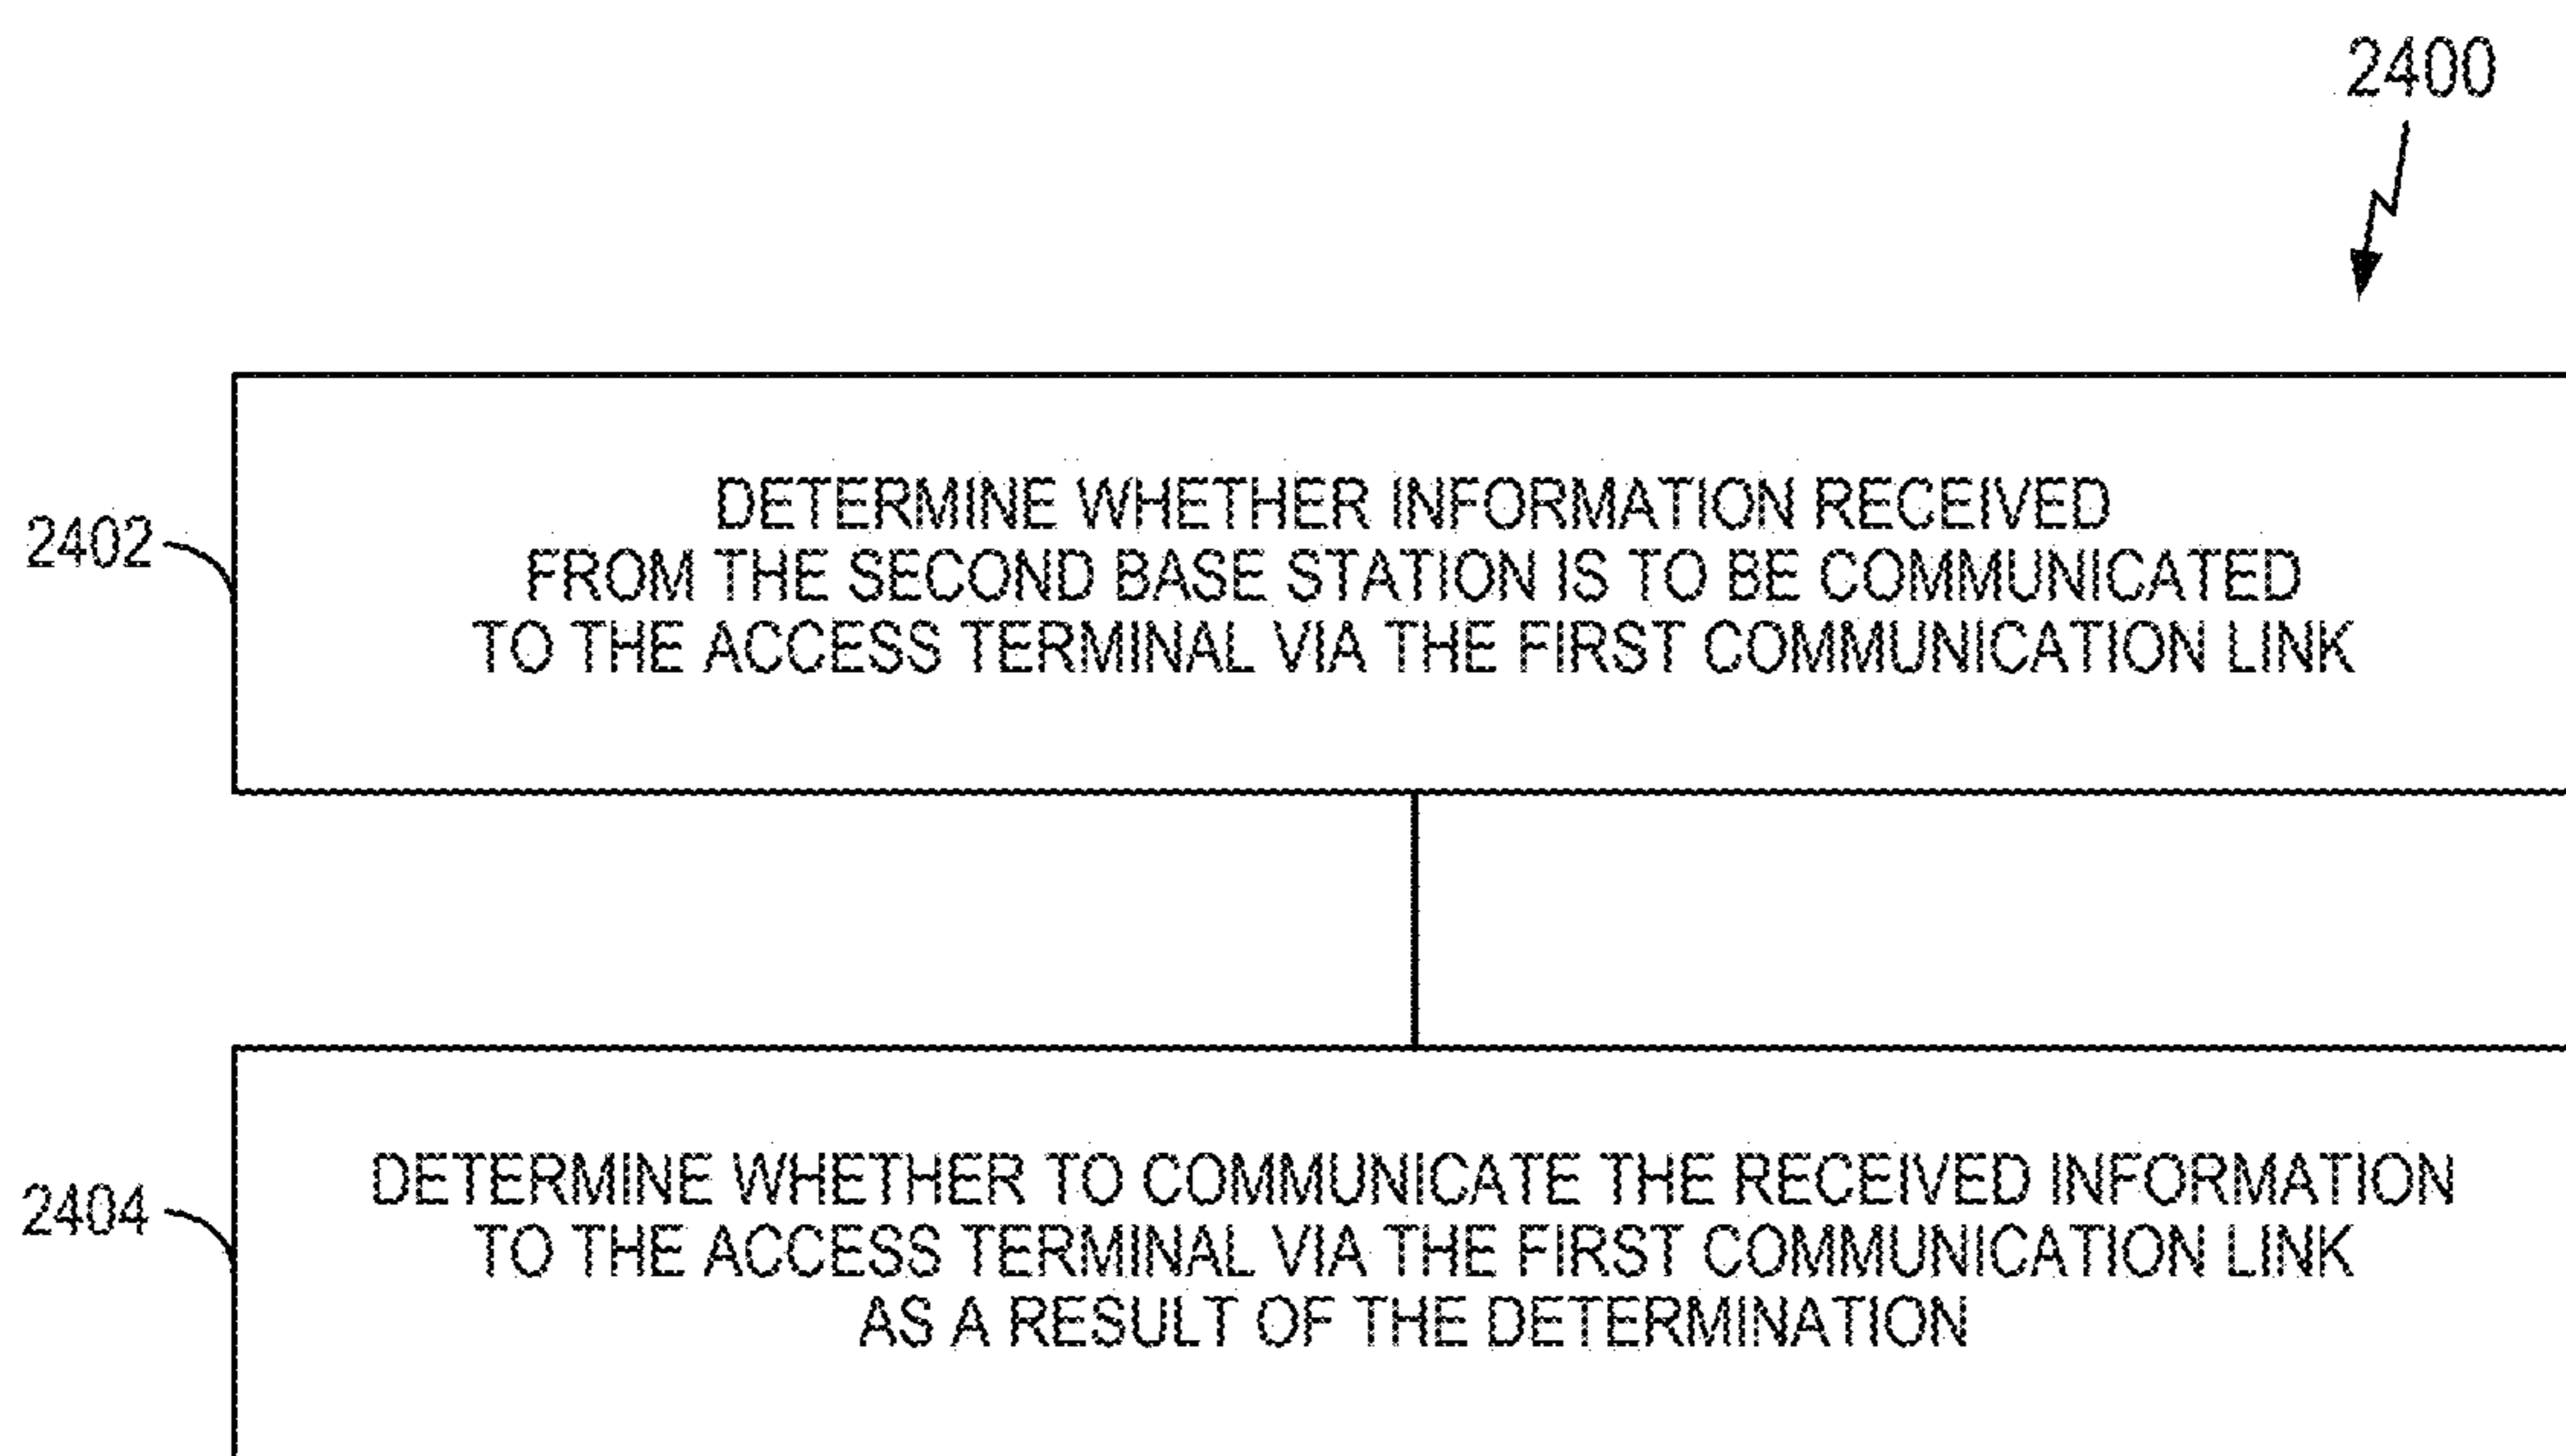 2400
2402
DETERMINE WHETHER INFORMATION RECEIVED
FROM THE SECOND BASE STATION IS TO BE COMMUNICATED
TO THE ACCESS TERMINAL VIA THE FIRST COMMUNICATION LINK
2404
DETERMINE WHETHER TO COMMUNICATE THE RECEIVED INFORMATION
TO THE ACCESS TERMINAL VIA THE FIRST COMMUNICATION LINK
AS A RESULT OF THE DETERMINATION